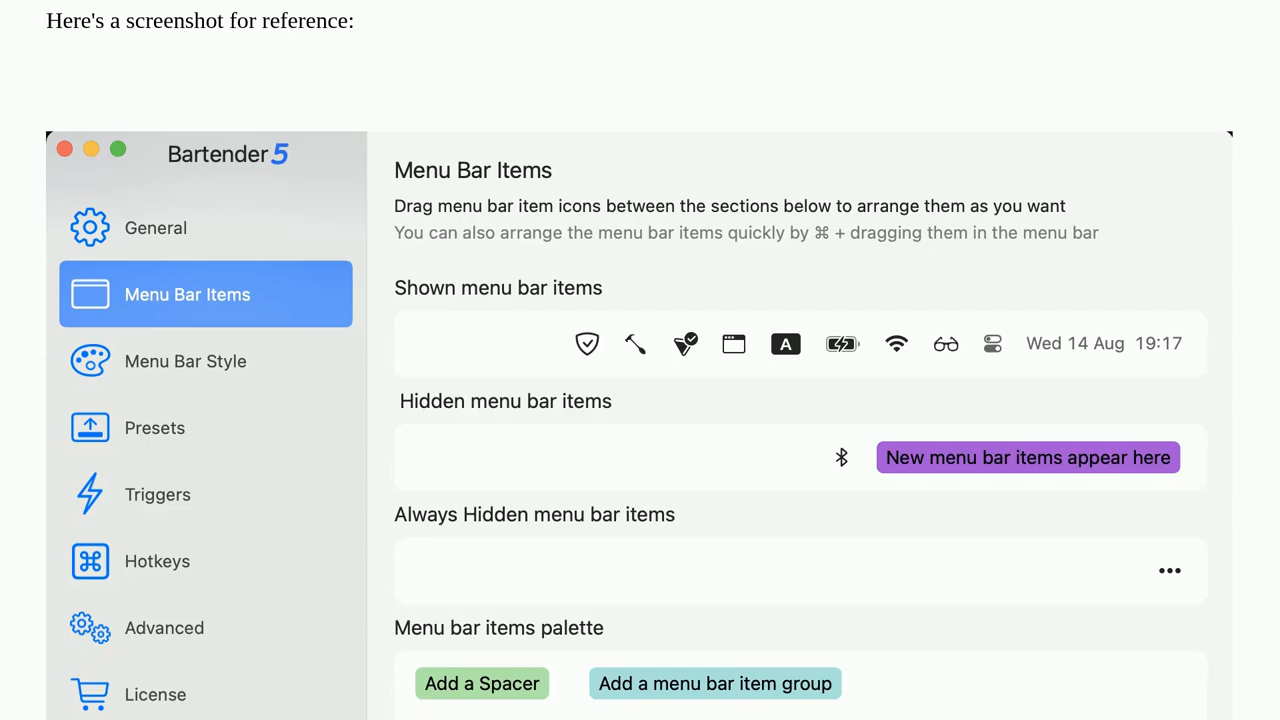 Here's a screenshot for reference:
Bartender 5
General
Menu Bar Items
Menu Bar Style
Presets
Triggers
Hotkeys
Advanced
License
Menu Bar Items
Drag menu bar item icons between the sections below to arrange them as you want
You can also arrange the menu bar items quickly by ⌘ + dragging them in the menu bar
Shown menu bar items
A Wed 14 Aug 19:17
Hidden menu bar items
New menu bar items appear here
Always Hidden menu bar items
Menu bar items palette
Add a Spacer Add a menu bar item group